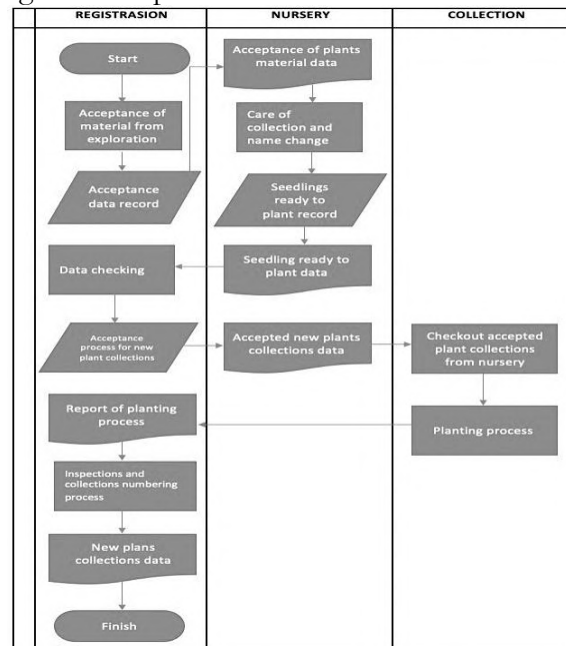 REGISTRASION
NURSERY
COLLECTION
Start
Acceptance of
material from
exploration
Acceptance
data record
Acceptance of plants
material data
Care of
collection and
name change
Seedlings
ready to
plant record
Seedling ready to
plant data
Data checking
Acceptance
process for new
plant collections
Accepted new plants
collections data
Checkout accepted
plant collections
from nursery
Planting process
Report of planting
process
Inspections and
collections numbering
process
New plans
collections data
Finish